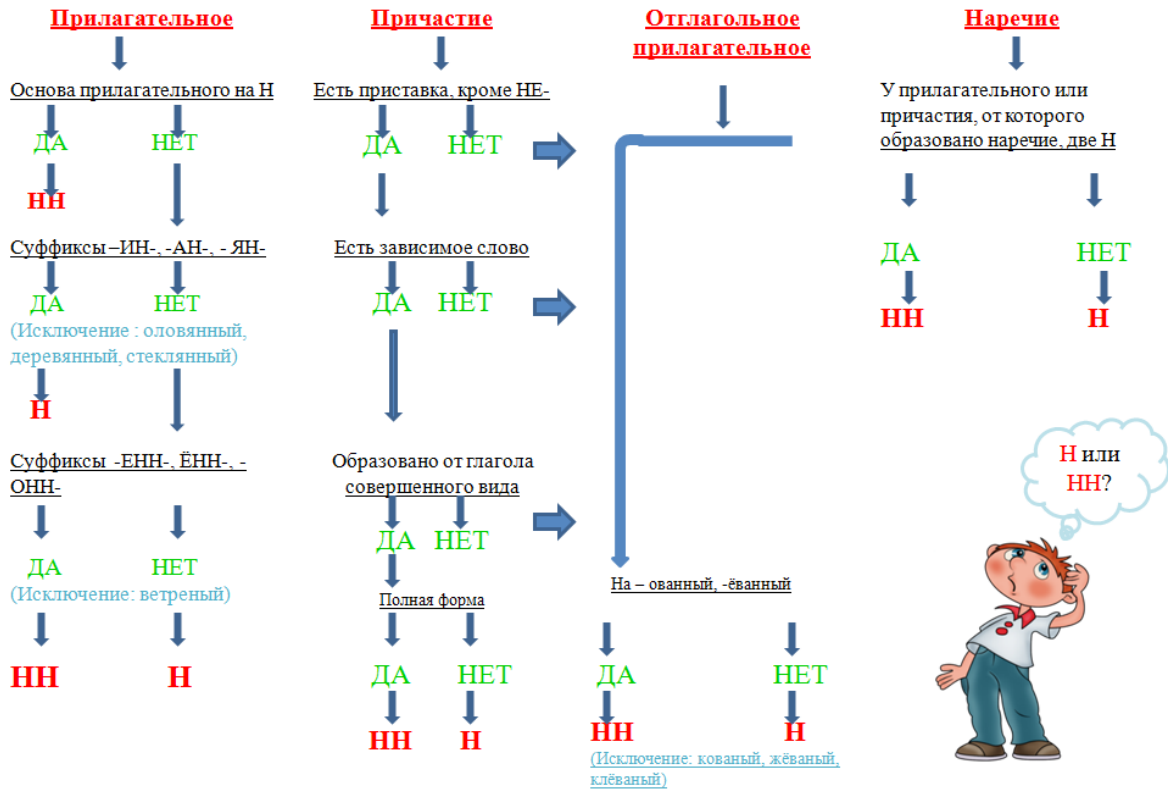 Прилагательное
Основа прилагательного на Н
ДА НЕТ
НН
Суффиксы –ИН-, -АН-, - ЯН-
ДА НЕТ
(Исключение : оловянный,
деревянный, стеклянный)
Н
Суффиксы -ЕНН-, ЁНН-, -
ОНН-
ДА НЕТ
(Исключение: ветреный)
НН Н
Причастие
Есть приставка, кроме НЕ-
ДА НЕТ
Есть зависимое слово
ДА НЕТ
Образовано от глагола
совершенного вида
ДА НЕТ
Полная форма
ДА НЕТ
НН Н
Отглагольное
прилагательное
На – ованный, -ёванный
ДА НЕТ
НН Н
(Исключение: кованый, жёваный,
клёваный)
Наречие
У прилагательного или
причастия, от которого
образовано наречие, две Н
ДА НЕТ
НН Н
Н или
НН?